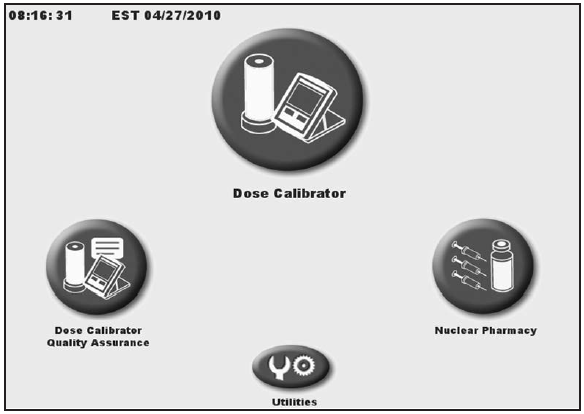 08:16:31 EST 04/27/2010
Dose Calibrator
Dose Calibrator
Quality Assurance
Nuclear Pharmacy
Utilities